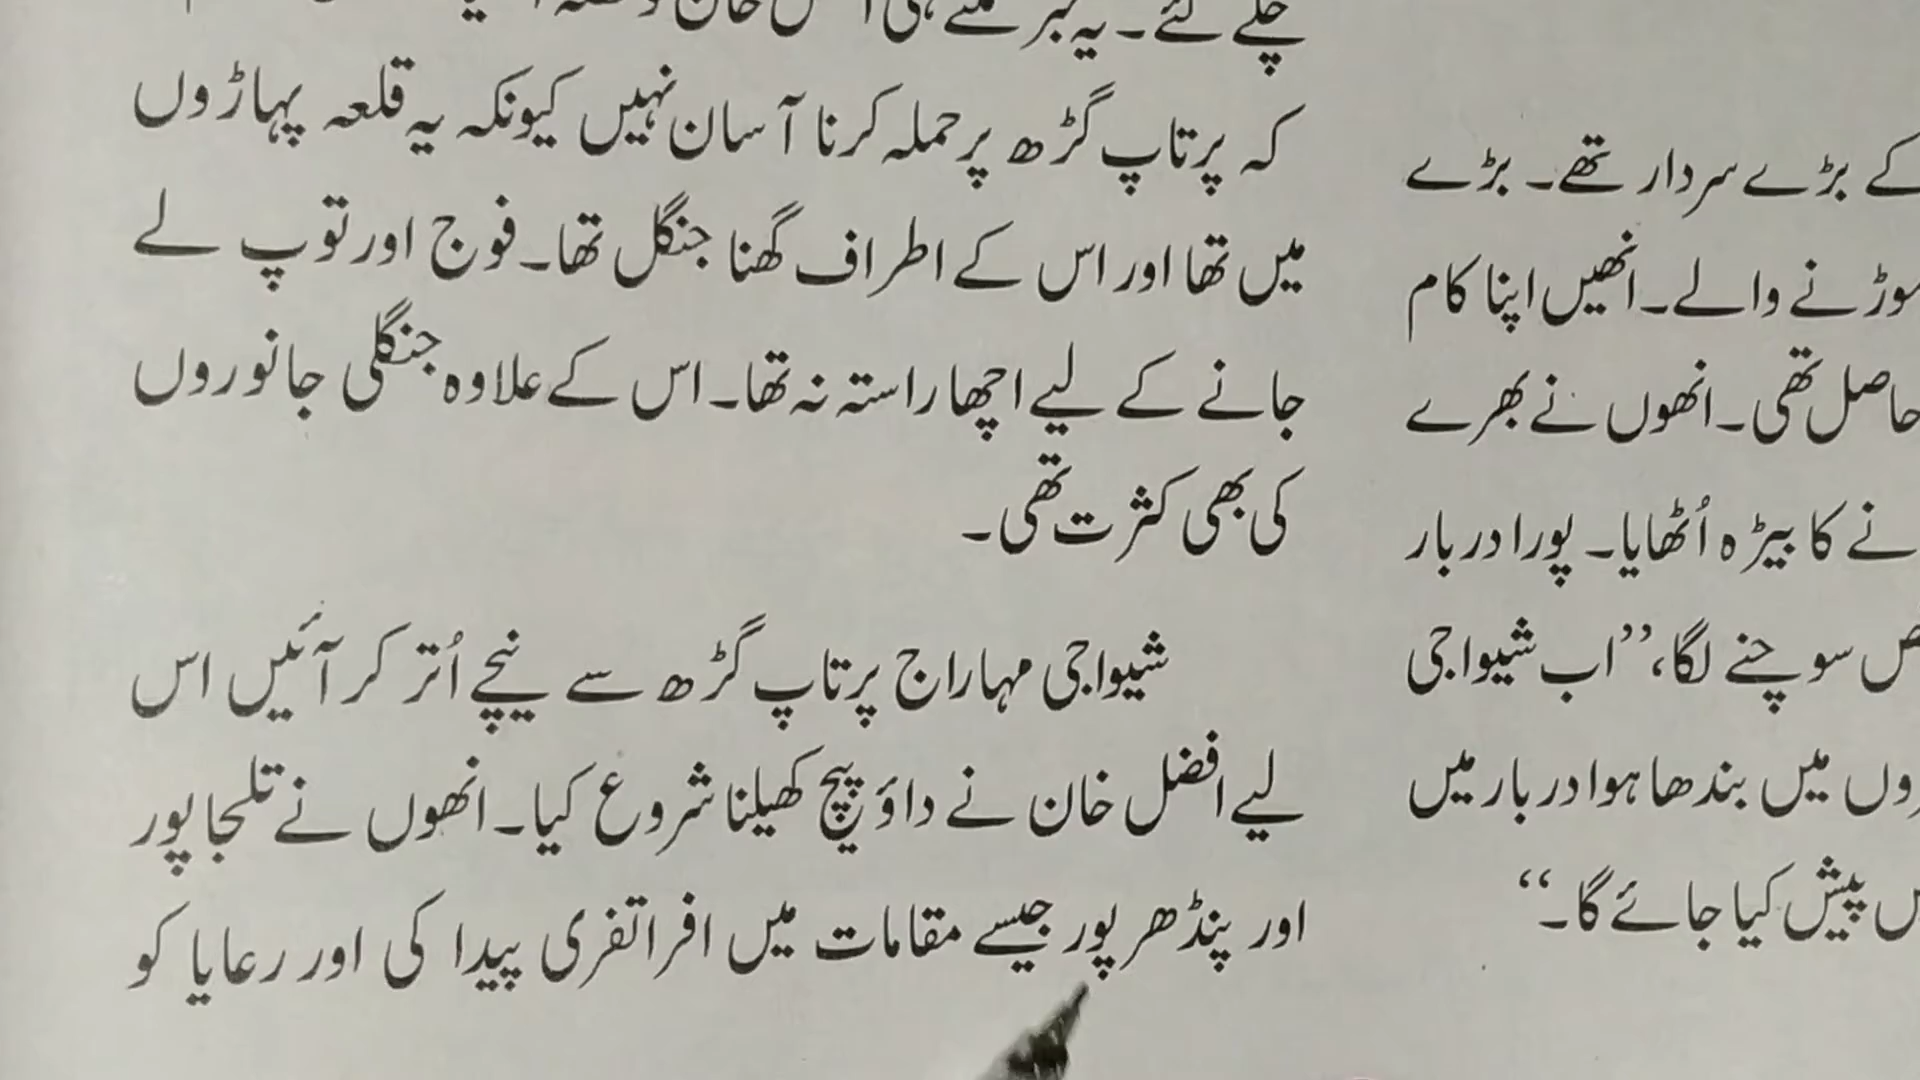 کے بڑے سردار تھے۔ بڑے
موڑنے والے۔ انھیں اپنا کام
حاصل تھی۔ انھوں نے بھرے
نے کا بیڑہ اُٹھایا۔ پورا دربار
سوچنے لگا، ”اب شیواجی
میں بندھا ہوا دربار میں
پیش کیا جائے گا۔“
چلے گئے۔ یہ خبر ملتے ہی افضل خان
کہ پرتاپ گڑھ پر حملہ کرنا آسان نہیں کیونکہ یہ قلعہ پہاڑوں
میں تھا اور اس کے اطراف گھنا جنگل تھا۔ فوج اور توپ لے
جانے کے لیے اچھا راستہ نہ تھا۔ اس کے علاوہ جنگلی جانوروں
کی بھی کثرت تھی۔
شیواجی مہاراج پرتاپ گڑھ سے نیچے اُتر کر آئیں اس
لیے افضل خان نے داؤ پیچ کھیلنا شروع کیا۔ انھوں نے تلجاپور
اور پنڈھرپور جیسے مقامات میں افراتفری پیدا کی اور رعایا کو